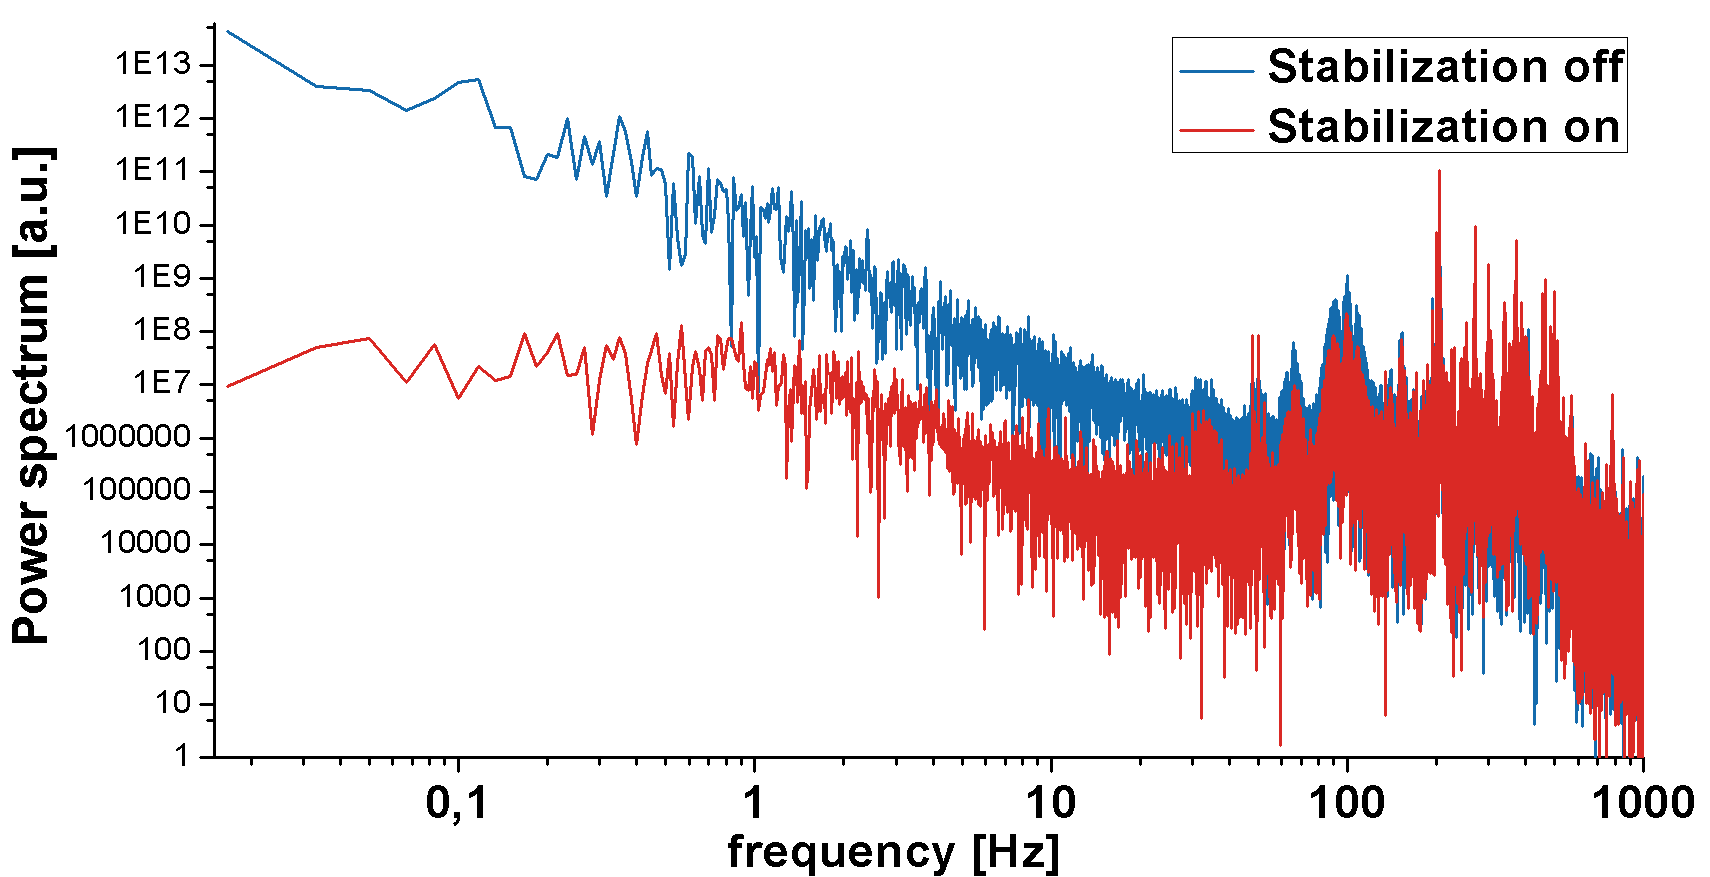 Stabilization off
Stabilization on
Power spectrum [a.u.]
1E13
1E12
1E11
1E10
1E9
1E8
1E7
1000000
100000
10000
1000
100
10
1
0,1
1
10
100
1000
frequency [Hz]